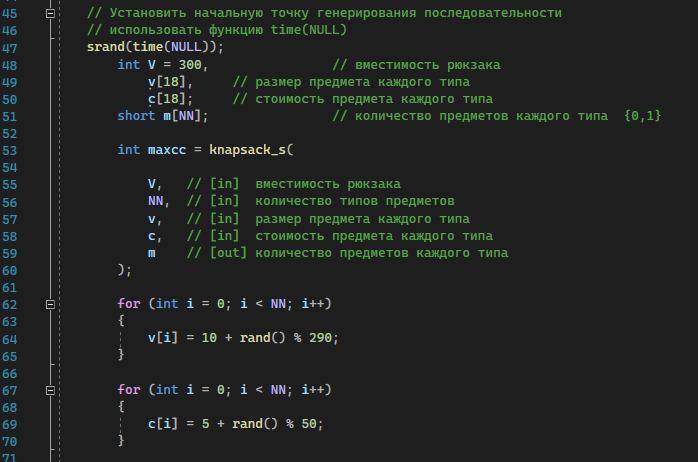 45 // Установить начальную точку генерирования последовательности
46 // использовать функцию time(NULL)
47 srand(time(NULL));
48 int V = 300, // вместимость рюкзака
49 v[18], // размер предмета каждого типа
50 c[18]; // стоимость предмета каждого типа
51 short m[NN]; // количество предметов каждого типа {0,1}
52
53 int maxcc = knapsack_s(
54
55 V, // [in] вместимость рюкзака
56 NN, // [in] количество типов предметов
57 v, // [in] размер предмета каждого типа
58 c, // [in] стоимость предмета каждого типа
59 m // [out] количество предметов каждого типа
60 );
61
62 for (int i = 0; i < NN; i++)
63 {
64 v[i] = 10 + rand() % 290;
65 }
66
67 for (int i = 0; i < NN; i++)
68 {
69 c[i] = 5 + rand() % 50;
70 }
71